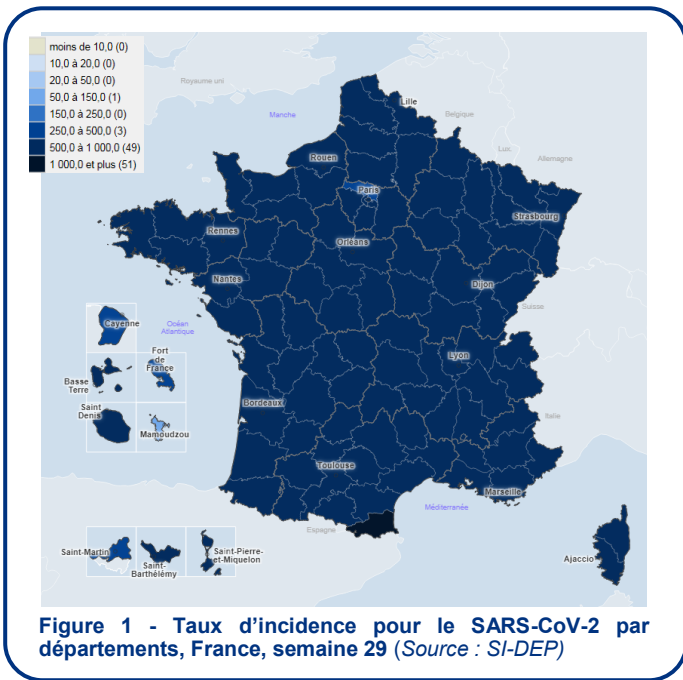 moins de 10,0 (0)
10,0 à 20,0 (0)
20,0 à 50,0 (0)
50,0 à 150,0 (1)
150,0 à 250,0 (0)
250,0 à 500,0 (3)
500,0 à 1 000,0 (49)
1 000,0 et plus (51)
Royaume-uni
Lille
Belgique
Manche
Lux.
Allemagne
Rouen
Paris
Strasbourg
Rennes
Orléans
Nantes
Dijon
Suisse
Cayenne
Océan
Atlantique
Fort
de
France
Lyon
Basse
Terre
Bordeaux
Saint
Denis
Mamoudzou
Italie
Toulouse
Marseille
Méditerranée
Espagne
Saint-Martin
Saint-
Barthélémy
Saint-Pierre-
et-Miquelon
Ajaccio
Figure 1 - Taux d'incidence pour le SARS-CoV-2 par
départements, France, semaine 29 (Source : SI-DEP)